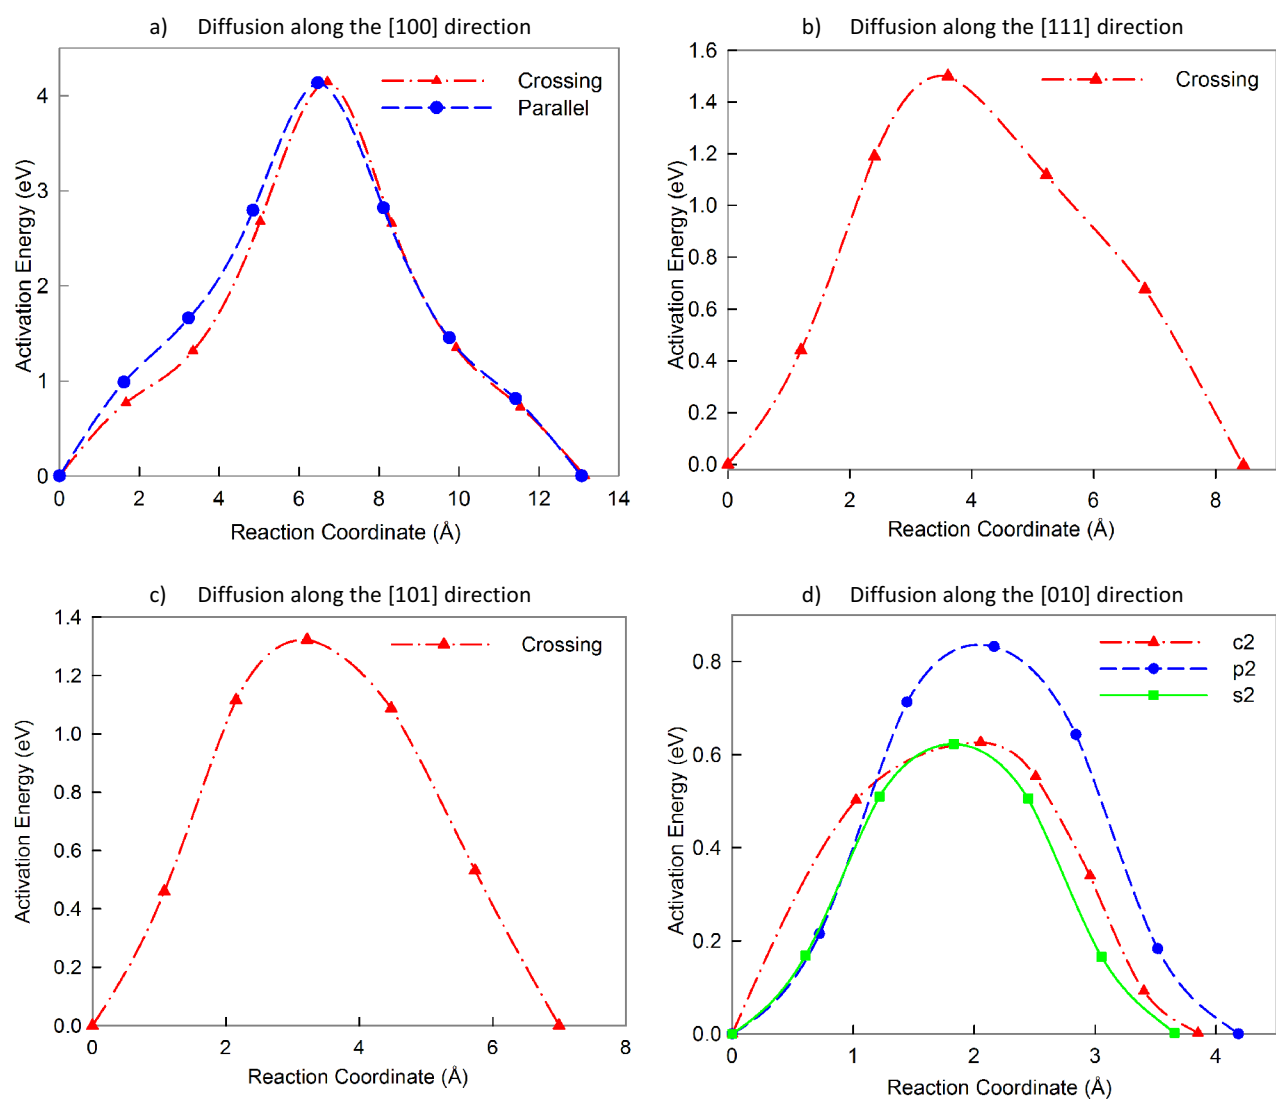 a) Diffusion along the [100] direction
Crossing
Parallel
4
3
2
1
0
Activation Energy (eV)
0 2 4 6 8 10 12 14
Reaction Coordinate (Å)
b) Diffusion along the [111] direction
Crossing
1.6
1.4
1.2
1.0
0.8
0.6
0.4
0.2
0.0
Activation Energy (eV)
0 2 4 6 8
Reaction Coordinate (Å)
c) Diffusion along the [101] direction
Crossing
1.4
1.2
1.0
0.8
0.6
0.4
0.2
0.0
Activation Energy (eV)
0 2 4 6 8
Reaction Coordinate (Å)
d) Diffusion along the [010] direction
c2
p2
s2
0.8
0.6
0.4
0.2
0.0
Activation Energy (eV)
0 1 2 3 4
Reaction Coordinate (Å)